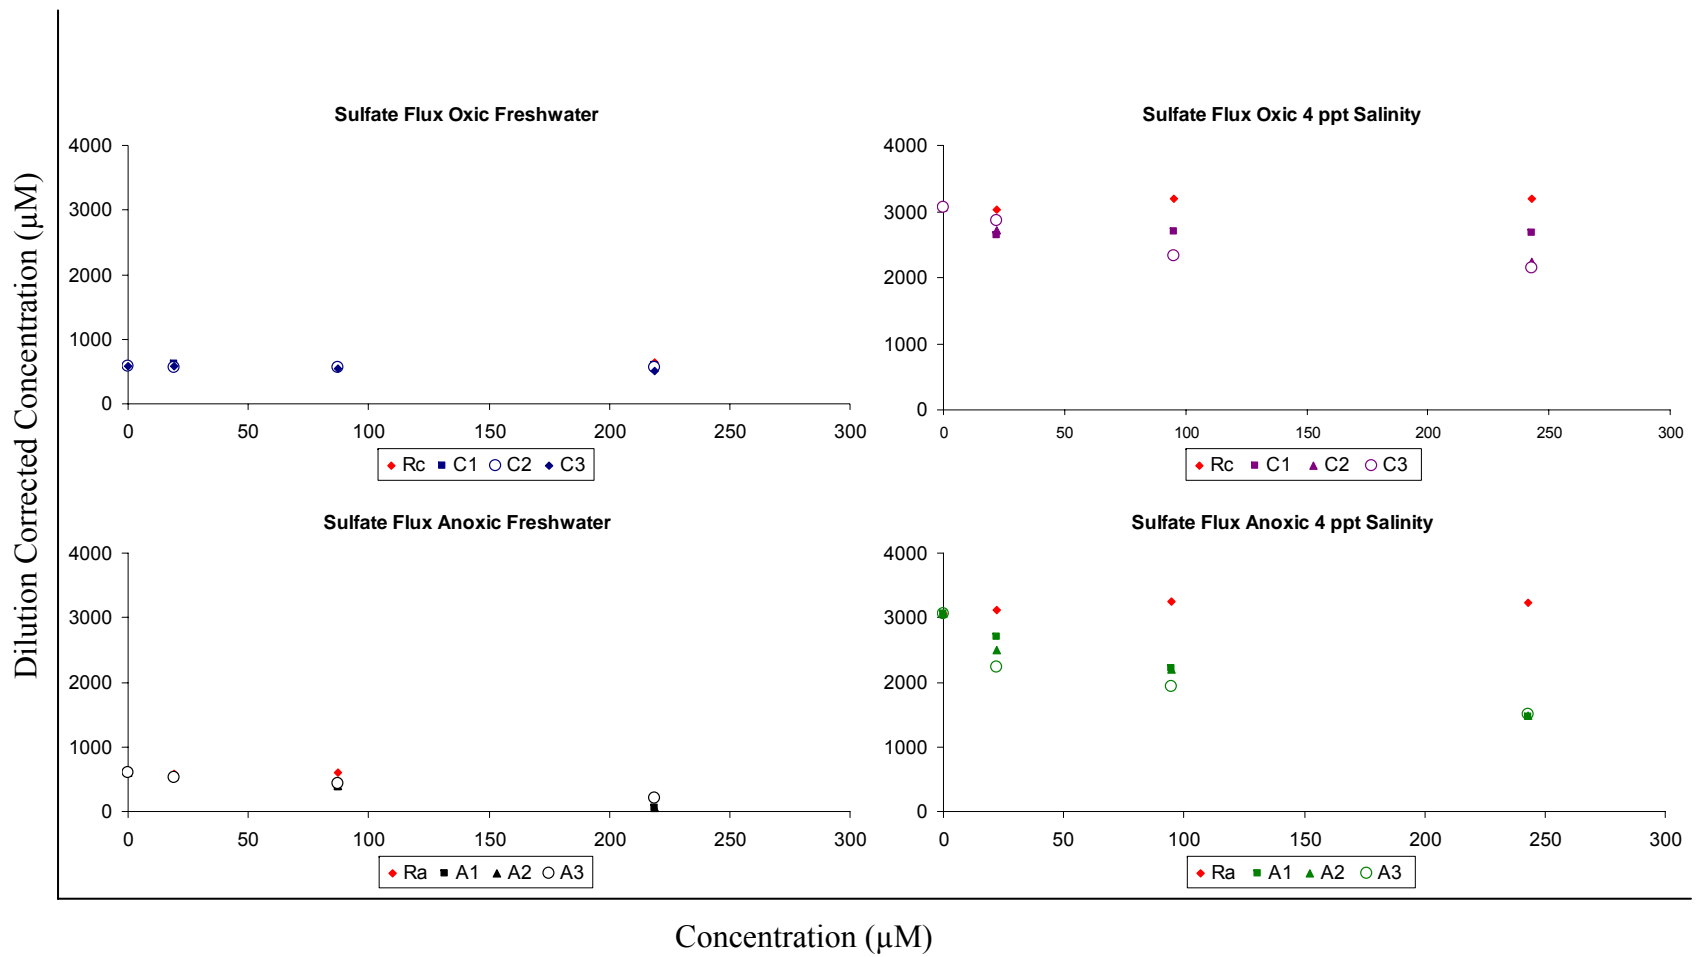 Dilution Corrected Concentration (µM)
Sulfate Flux Oxic Freshwater
4000
3000
2000
1000
0
0 50 100 150 200 250 300
Rc C1 C2 C3
Sulfate Flux Oxic 4 ppt Salinity
4000
3000
2000
1000
0
0 50 100 150 200 250 300
Rc C1 C2 C3
Sulfate Flux Anoxic Freshwater
4000
3000
2000
1000
0
0 50 100 150 200 250 300
Ra A1 A2 A3
Sulfate Flux Anoxic 4 ppt Salinity
4000
3000
2000
1000
0
0 50 100 150 200 250 300
Ra A1 A2 A3
Concentration (µM)